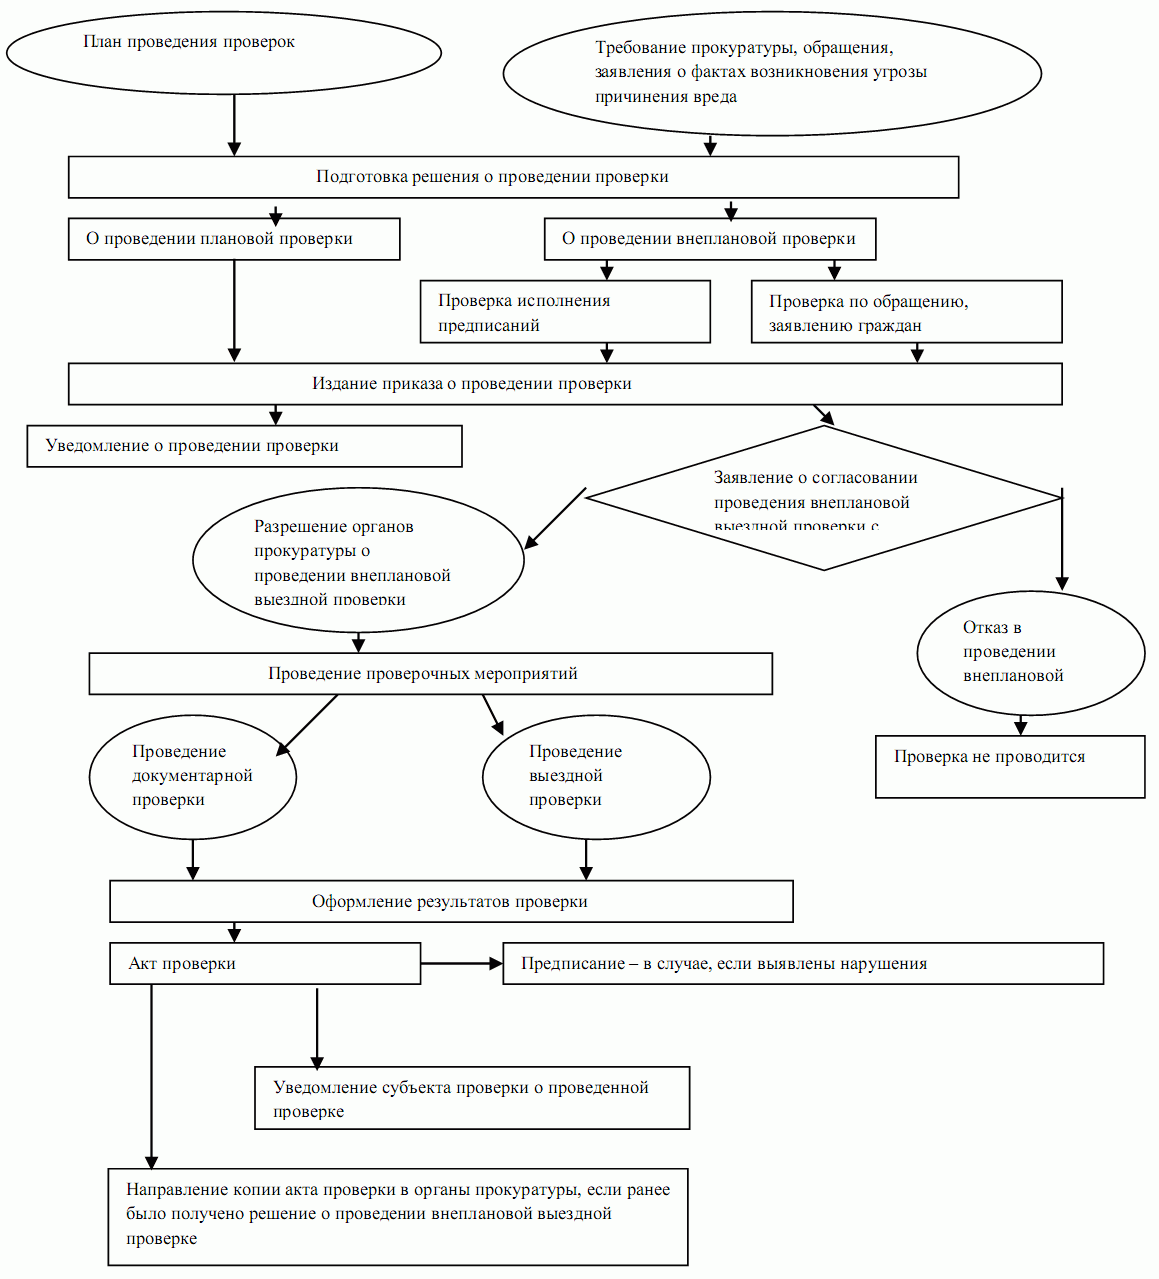 План проведения проверок
Требование прокуратуры, обращения,
заявления о фактах возникновения угрозы
причинения вреда
Подготовка решения о проведении проверки
О проведении плановой проверки
О проведении внеплановой проверки
Проверка исполнения
предписаний
Проверка по обращению,
заявлению граждан
Издание приказа о проведении проверки
Уведомление о проведении проверки
Заявление о согласовании
проведения внеплановой
выездной проверки с
Разрешение органов
прокуратуры о
проведении внеплановой
выездной проверки
Отказ в
проведении
внеплановой
Проведение проверочных мероприятий
Проведение
документарной
проверки
Проведение
выездной
проверки
Проверка не проводится
Оформление результатов проверки
Акт проверки
Предписание – в случае, если выявлены нарушения
Уведомление субъекта проверки о проведенной
проверке
Направление копии акта проверки в органы прокуратуры, если ранее
было получено решение о проведении внеплановой выездной
проверке